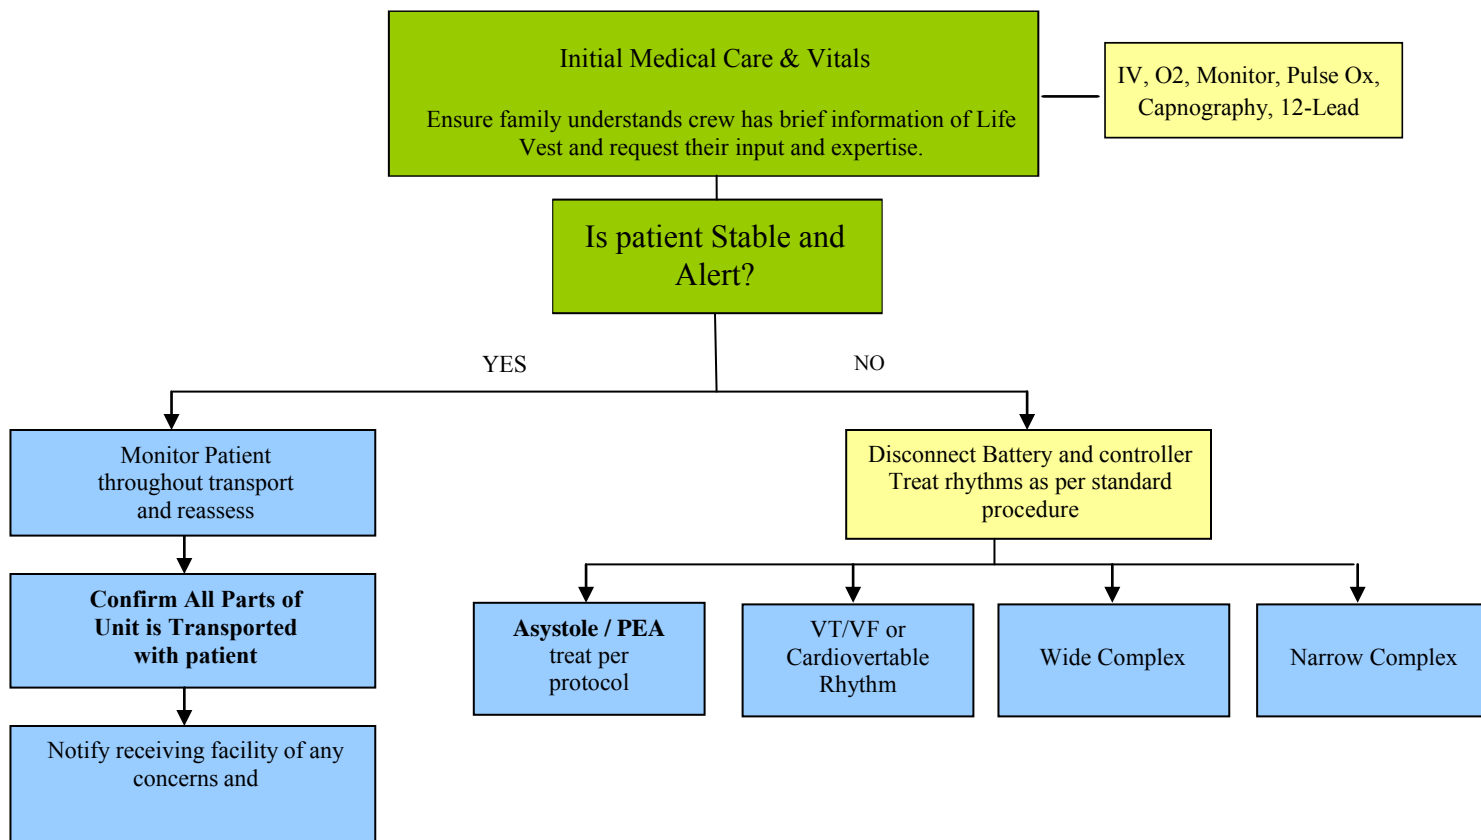 Initial Medical Care & Vitals
Ensure family understands crew has brief information of Life
Vest and request their input and expertise.
IV, O2, Monitor, Pulse Ox,
Capnography, 12-Lead
Is patient Stable and
Alert?
YES
NO
Monitor Patient
throughout transport
and reassess
Confirm All Parts of
Unit is Transported
with patient
Notify receiving facility of any
concerns and
Disconnect Battery and controller
Treat rhythms as per standard
procedure
Asystole / PEA
treat per
protocol
VT/VF or
Cardiovertable
Rhythm
Wide Complex
Narrow Complex